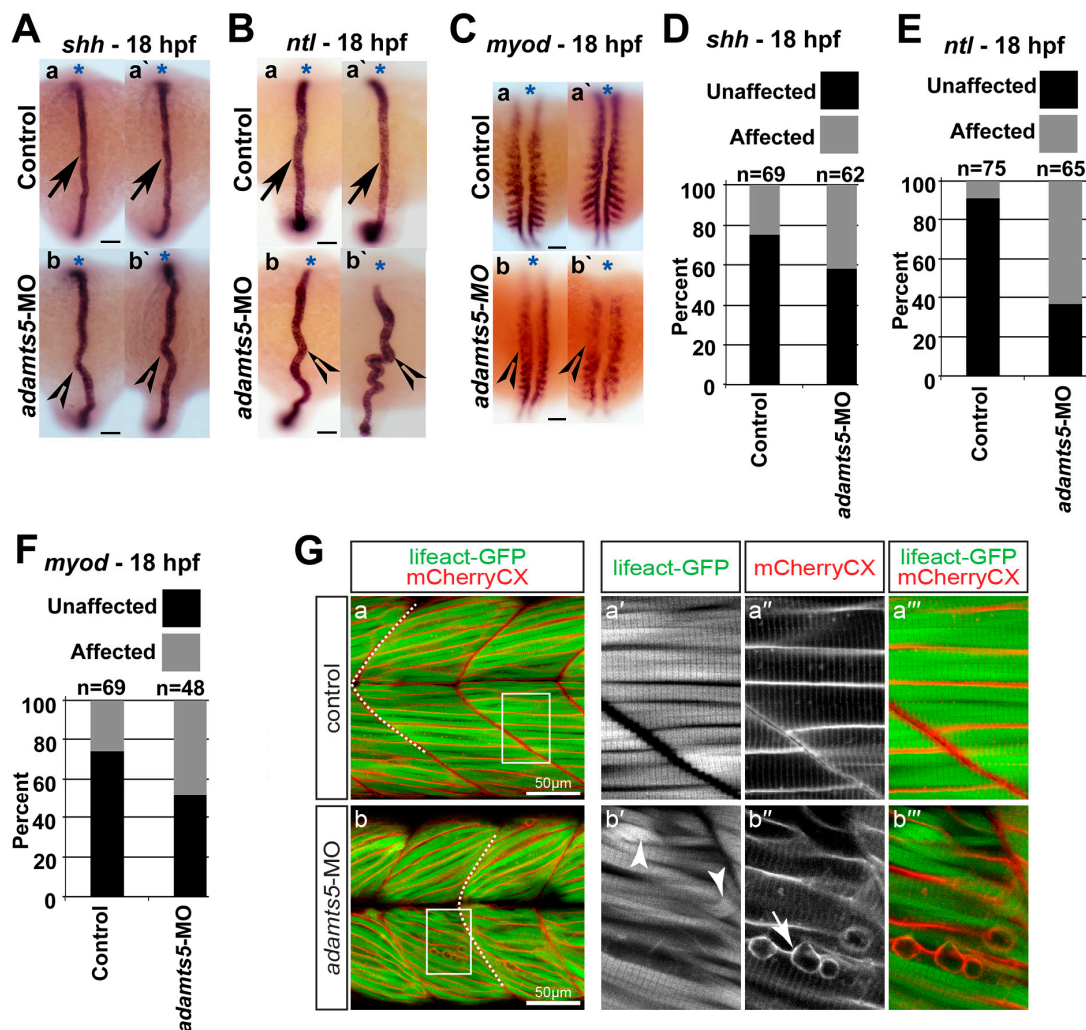 A
shh - 18 hpf
a
*
a`
*
Control
b
*
b`
*
adamts5-MO
B
ntl - 18 hpf
a
*
a`
*
b
*
b`
*
C
myod - 18 hpf
a
*
a`
*
Control
b
*
b`
*
adamts5-MO
D
shh - 18 hpf
Unaffected
Affected
n=69 n=62
100
80
60
40
20
0
Percent
Control
adamts5-MO
E
ntl - 18 hpf
Unaffected
Affected
n=75 n=65
100
80
60
40
20
0
Percent
Control
adamts5-MO
F
myod - 18 hpf
Unaffected
Affected
n=69 n=48
100
80
60
40
20
0
Percent
Control
adamts5-MO
G
lifeact-GFP
mCherryCX
lifeact-GFP
mCherryCX
lifeact-GFP
mCherryCX
control
a
50µm
a'
a''
a'''
adamts5-MO
b
50µm
b'
b''
b'''